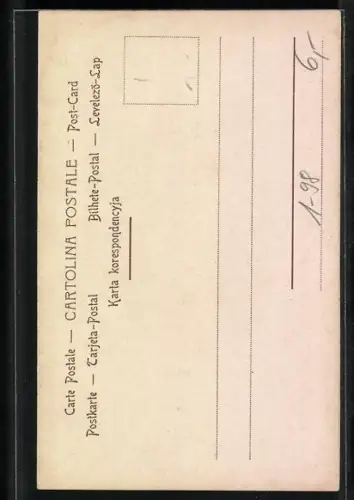 Carte Postale — CARTOLINA POSTALE — Post-Card
Postkarte — Tarjeta-Postal Bilhete-Postal — Levelező-Lap
Karta korespondencyja
1-98
6,-